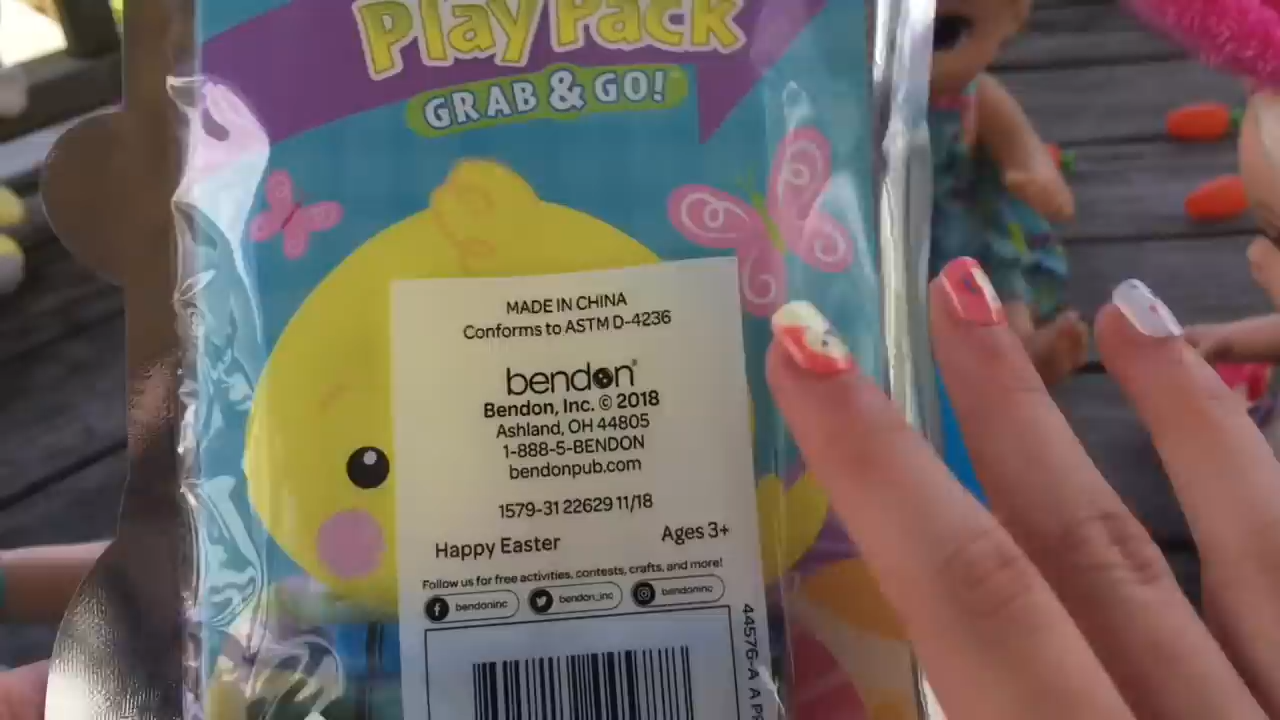 Play Pack
GRAB & GO!
MADE IN CHINA
Conforms to ASTM D-4236
bendon®
Bendon, Inc. © 2018
Ashland, OH 44805
1-888-5-BENDON
bendonpub.com
1579-31 22629 11/18
Happy Easter Ages 3+
Follow us for free activities, contests, crafts, and more!
bendoninc bendon_inc bendoninc
44576-A A